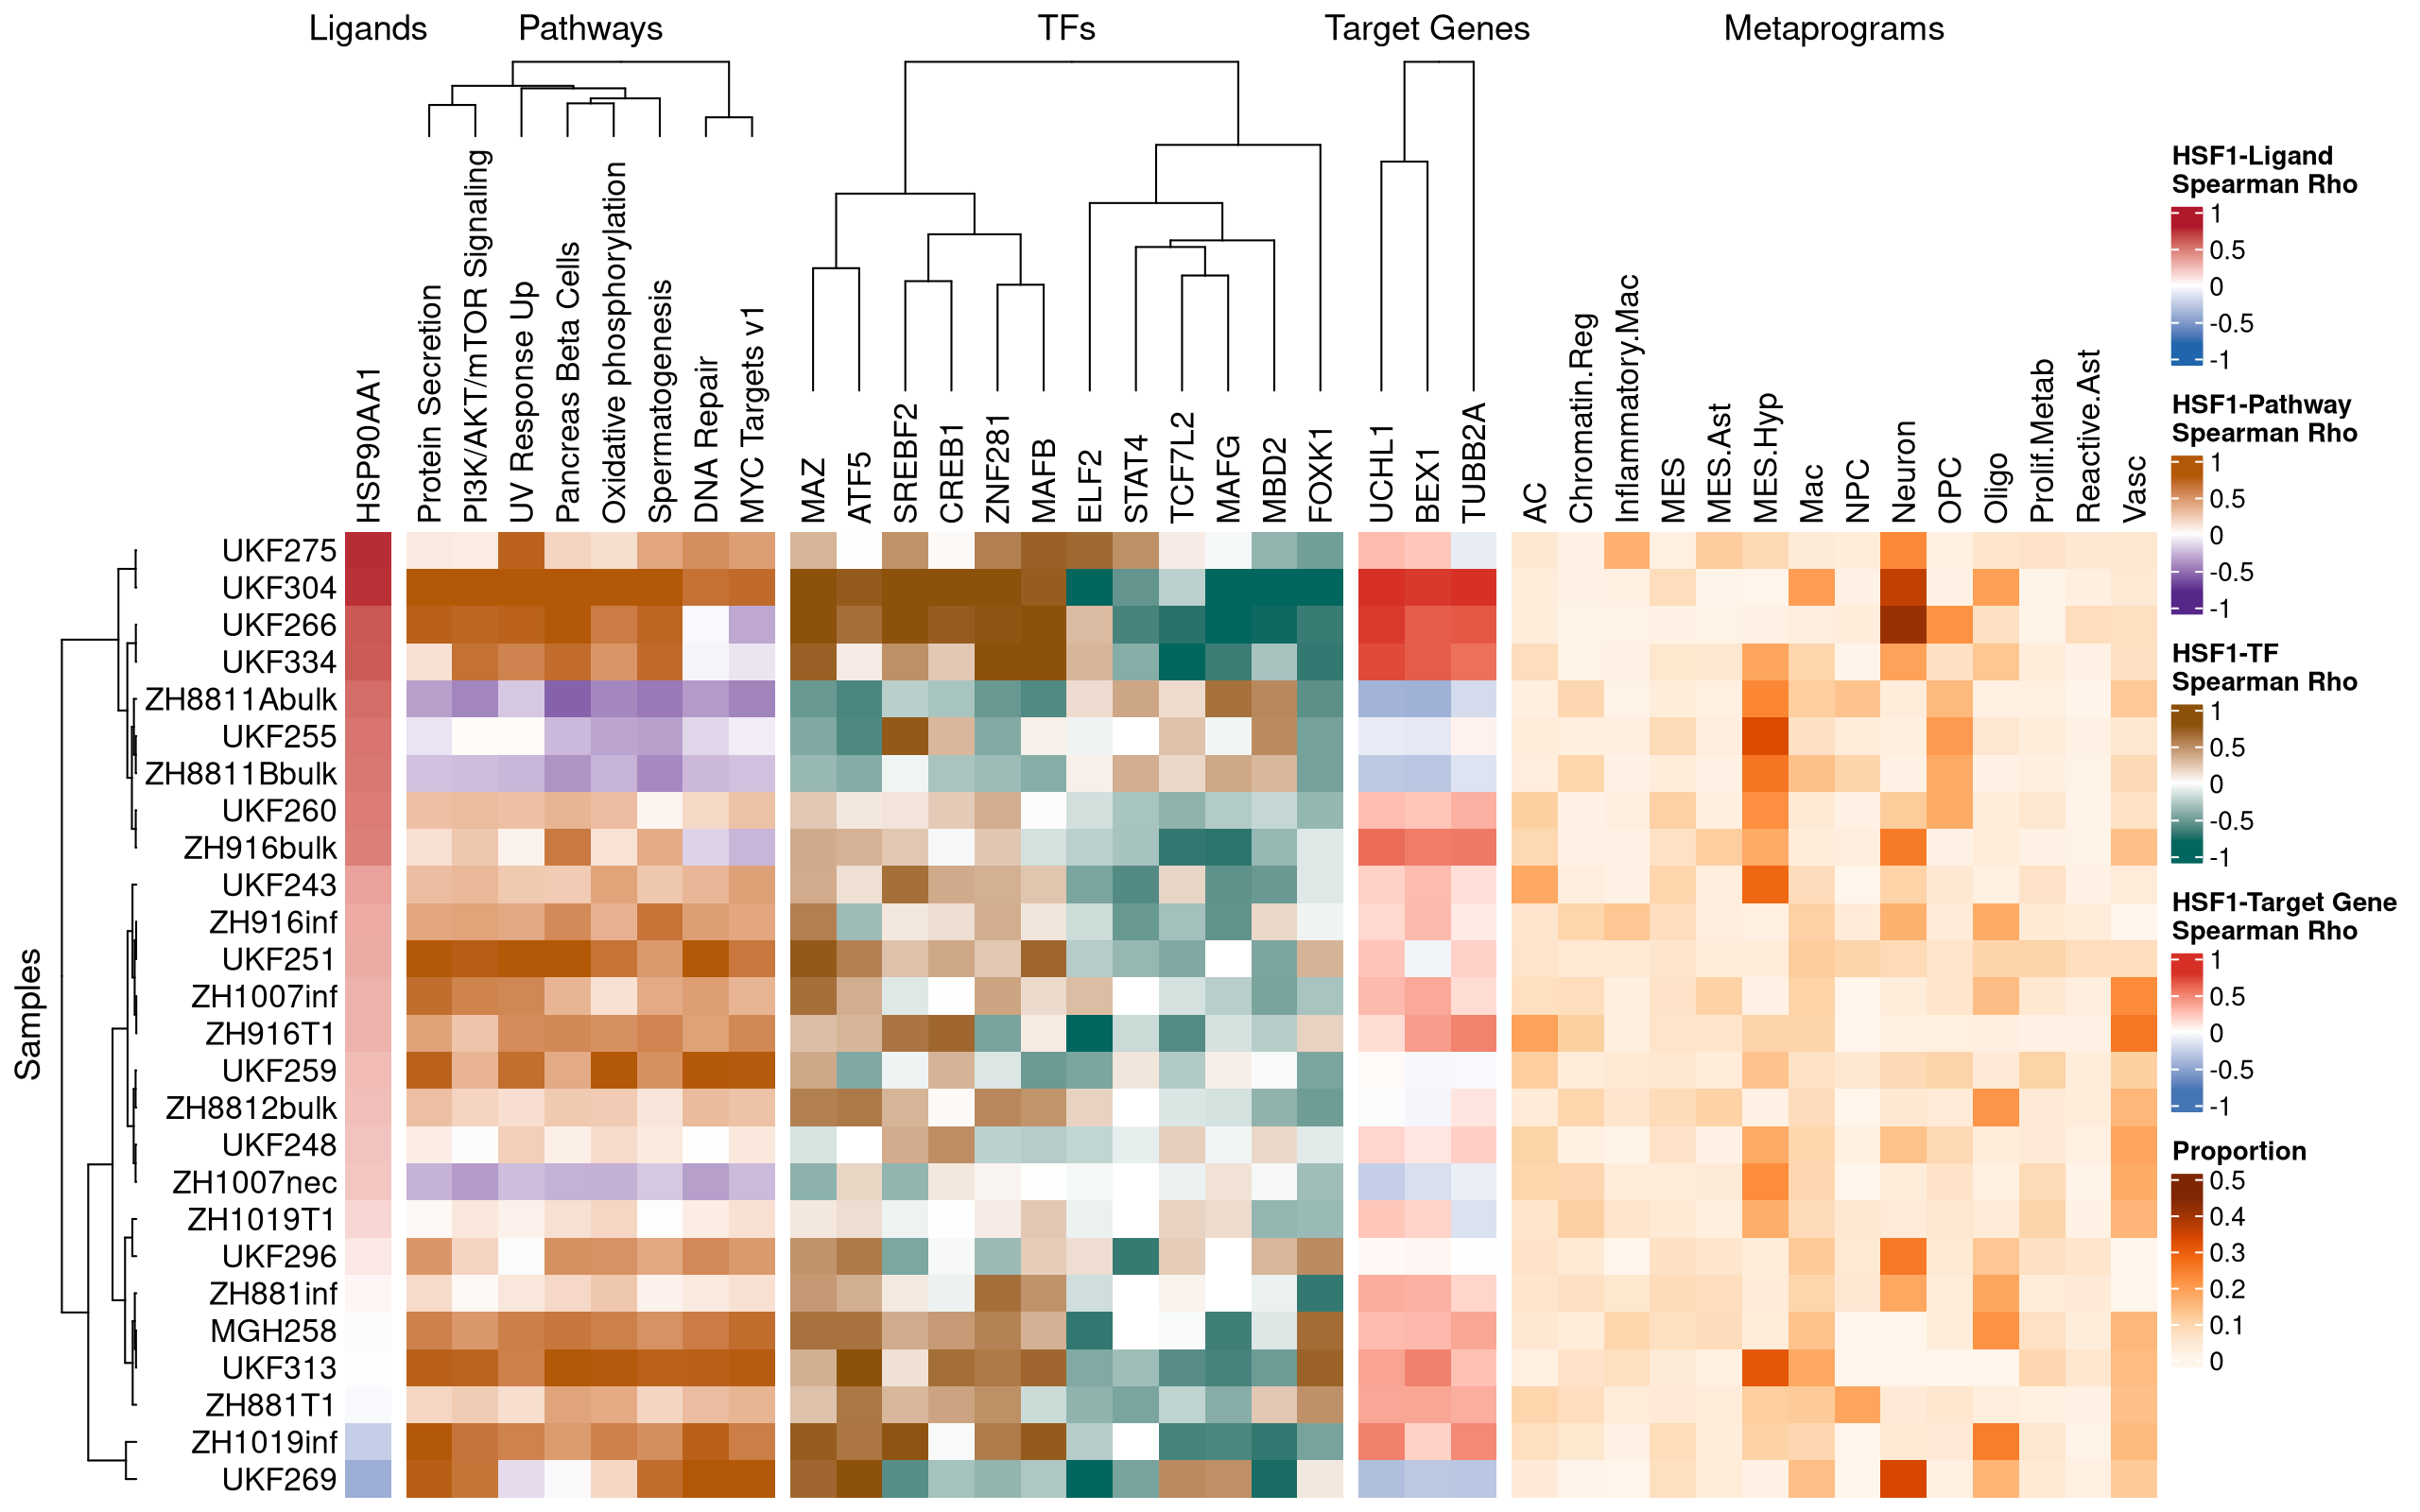 Ligands
Pathways
TFs
Target Genes
Metaprograms
HSP90AA1
Protein Secretion
PI3K/AKT/mTOR Signaling
UV Response Up
Pancreas Beta Cells
Oxidative phosphorylation
Spermatogenesis
DNA Repair
MYC Targets v1
MAZ
ATF5
SREBF2
CREB1
ZNF281
MAFB
ELF2
STAT4
TCF7L2
MAFG
MBD2
FOXK1
UCHL1
BEX1
TUBB2A
AC
Chromatin.Reg
Inflammatory.Mac
MES
MES.Ast
MES.Hyp
Mac
NPC
Neuron
OPC
Oligo
Prolif.Metab
Reactive.Ast
Vasc
Samples
UKF275
UKF304
UKF266
UKF334
ZH8811Abulk
UKF255
ZH8811Bbulk
UKF260
ZH916bulk
UKF243
ZH916inf
UKF251
ZH1007inf
ZH916T1
UKF259
ZH8812bulk
UKF248
ZH1007nec
ZH1019T1
UKF296
ZH881inf
MGH258
UKF313
ZH881T1
ZH1019inf
UKF269
HSF1-Ligand
Spearman Rho
1
0.5
0
-0.5
-1
HSF1-Pathway
Spearman Rho
1
0.5
0
-0.5
-1
HSF1-TF
Spearman Rho
1
0.5
0
-0.5
-1
HSF1-Target Gene
Spearman Rho
1
0.5
0
-0.5
-1
Proportion
0.5
0.4
0.3
0.2
0.1
0